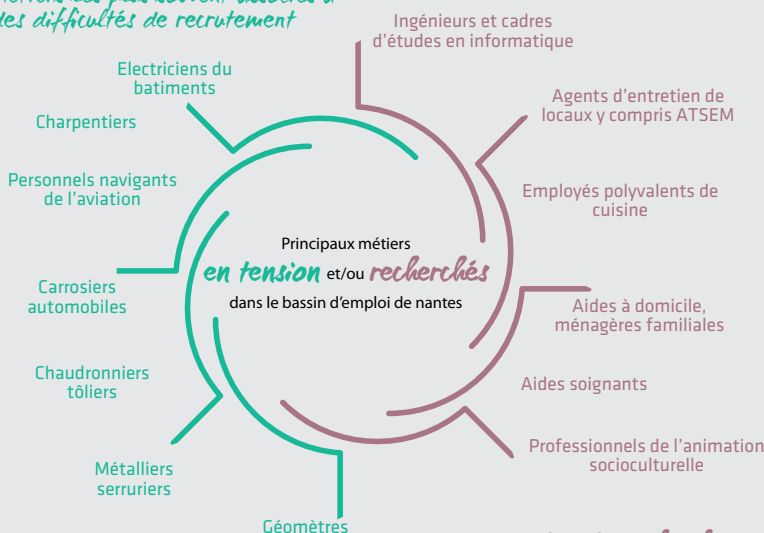 des difficultés de recrutement
Ingénieurs et cadres
d'études en informatique
Electriciens du
batiments
Agents d'entretien de
locaux y compris ATSEM
Charpentiers
Personnels navigants
de l'aviation
Employés polyvalents de
cuisine
Principaux métiers
en tension et/ou recherchés
dans le bassin d'emploi de nantes
Carrosiers
automobiles
Aides à domicile,
ménagères familiales
Chaudronniers
tôliers
Aides soignants
Professionnels de l'animation
socioculturelle
Métalliers
serruriers
Géomètres